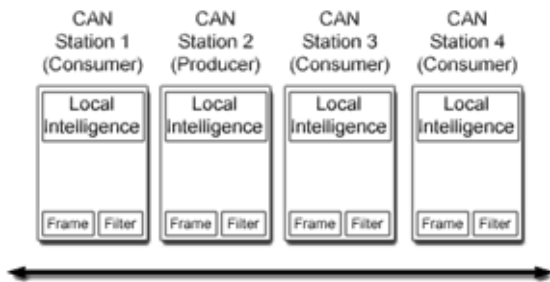 CAN
Station 1
(Consumer)
CAN
Station 2
(Producer)
CAN
Station 3
(Consumer)
CAN
Station 4
(Consumer)
Local
Intelligence
Local
Intelligence
Local
Intelligence
Local
Intelligence
Frame Filter
Frame Filter
Frame Filter
Frame Filter